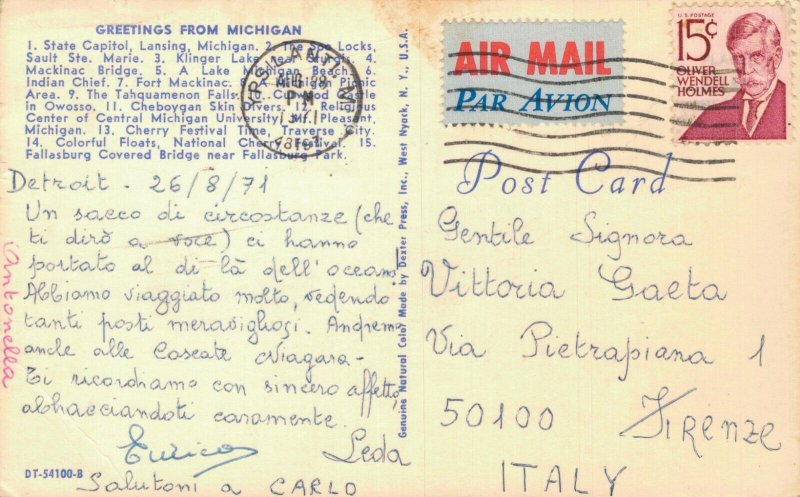 GREETINGS FROM MICHIGAN
1. State Capitol, Lansing, Michigan. 2. The Soo Locks,
Sault Ste. Marie. 3. Klinger Lake near Sturgis. 4.
Mackinac Bridge. 5. A Lake Michigan Beach. 6.
Indian Chief. 7. Fort Mackinac. 8. Picnic
Area. 9. The Tahquamenon Falls. 10. Castle
in Owosso. 11. Cheboygan Skin Divers. 12. Religious
Center of Central Michigan University, Mt. Pleasant,
Michigan. 13. Cherry Festival Time, Traverse City.
14. Colorful Floats, National Cherry Festival. 15.
Fallasburg Covered Bridge near Fallasburg Park.
YPSILANTI, MI
AUG 28
PM
1971
48197
Detroit - 26/8/71
Un sacco di circostanze (che
ti dirò a voce) ci hanno
portato al di là dell'oceano.
Abbiamo viaggiato molto, vedendo
tanti posti meravigliosi. Andremo
anche alle Cascate Niagara-
Ti ricordiamo con sincero affetto,
abbracciandoti caramente.
Enrico Leda
Salutoni a CARLO
Antonella
DT-54100-B
Genuine Natural Color Made by Dexter Press, Inc., West Nyack, N. Y., U.S.A.
AIR MAIL
PAR AVION
U.S. POSTAGE
15¢
OLIVER
WENDELL
HOLMES
Post Card
Gentile Signora
Vittoria Gaeta
Via Pietrapiana 1
50100 FIRENZE
ITALY